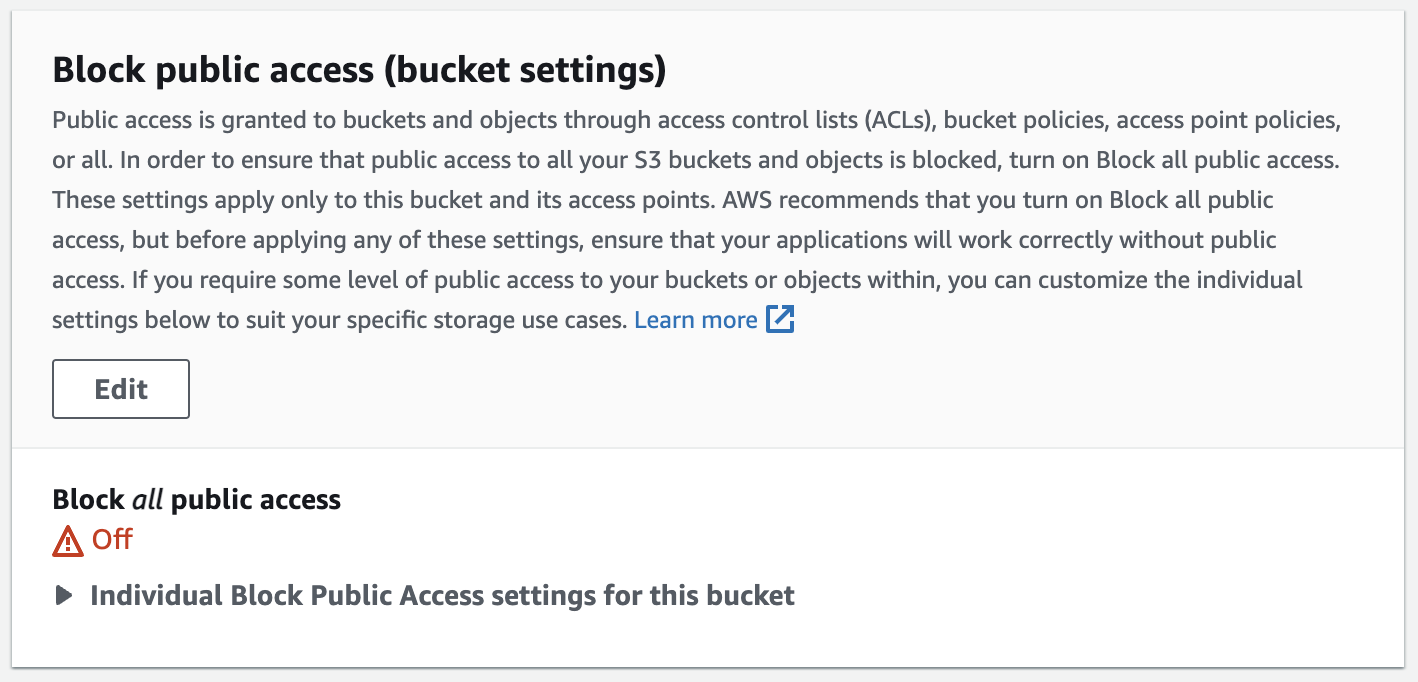 Block public access (bucket settings)
Public access is granted to buckets and objects through access control lists (ACLs), bucket policies, access point policies,
or all. In order to ensure that public access to all your S3 buckets and objects is blocked, turn on Block all public access.
These settings apply only to this bucket and its access points. AWS recommends that you turn on Block all public
access, but before applying any of these settings, ensure that your applications will work correctly without public
access. If you require some level of public access to your buckets or objects within, you can customize the individual
settings below to suit your specific storage use cases. Learn more
Edit
Block all public access
Off
Individual Block Public Access settings for this bucket